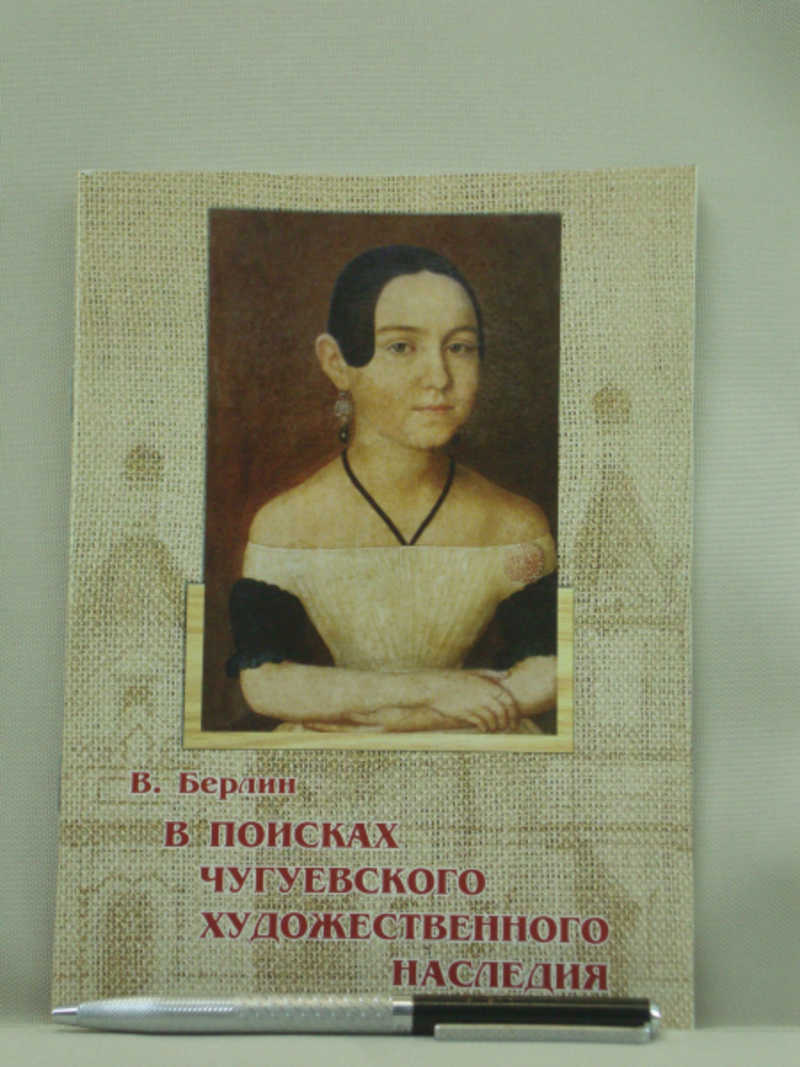 В. Берлин
В ПОИСКАХ
ЧУГУЕВСКОГО
ХУДОЖЕСТВЕННОГО
НАСЛЕДИЯ